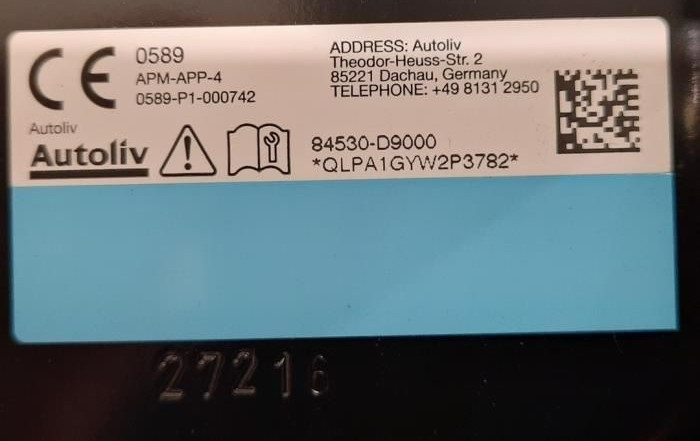 CE 0589
APM-APP-4
0589-P1-000742
ADDRESS: Autoliv
Theodor-Heuss-Str. 2
85221 Dachau, Germany
TELEPHONE: +49 8131 2950
Autoliv
Autoliv
84530-D9000
*QLPA1GYW2P3782*
27216